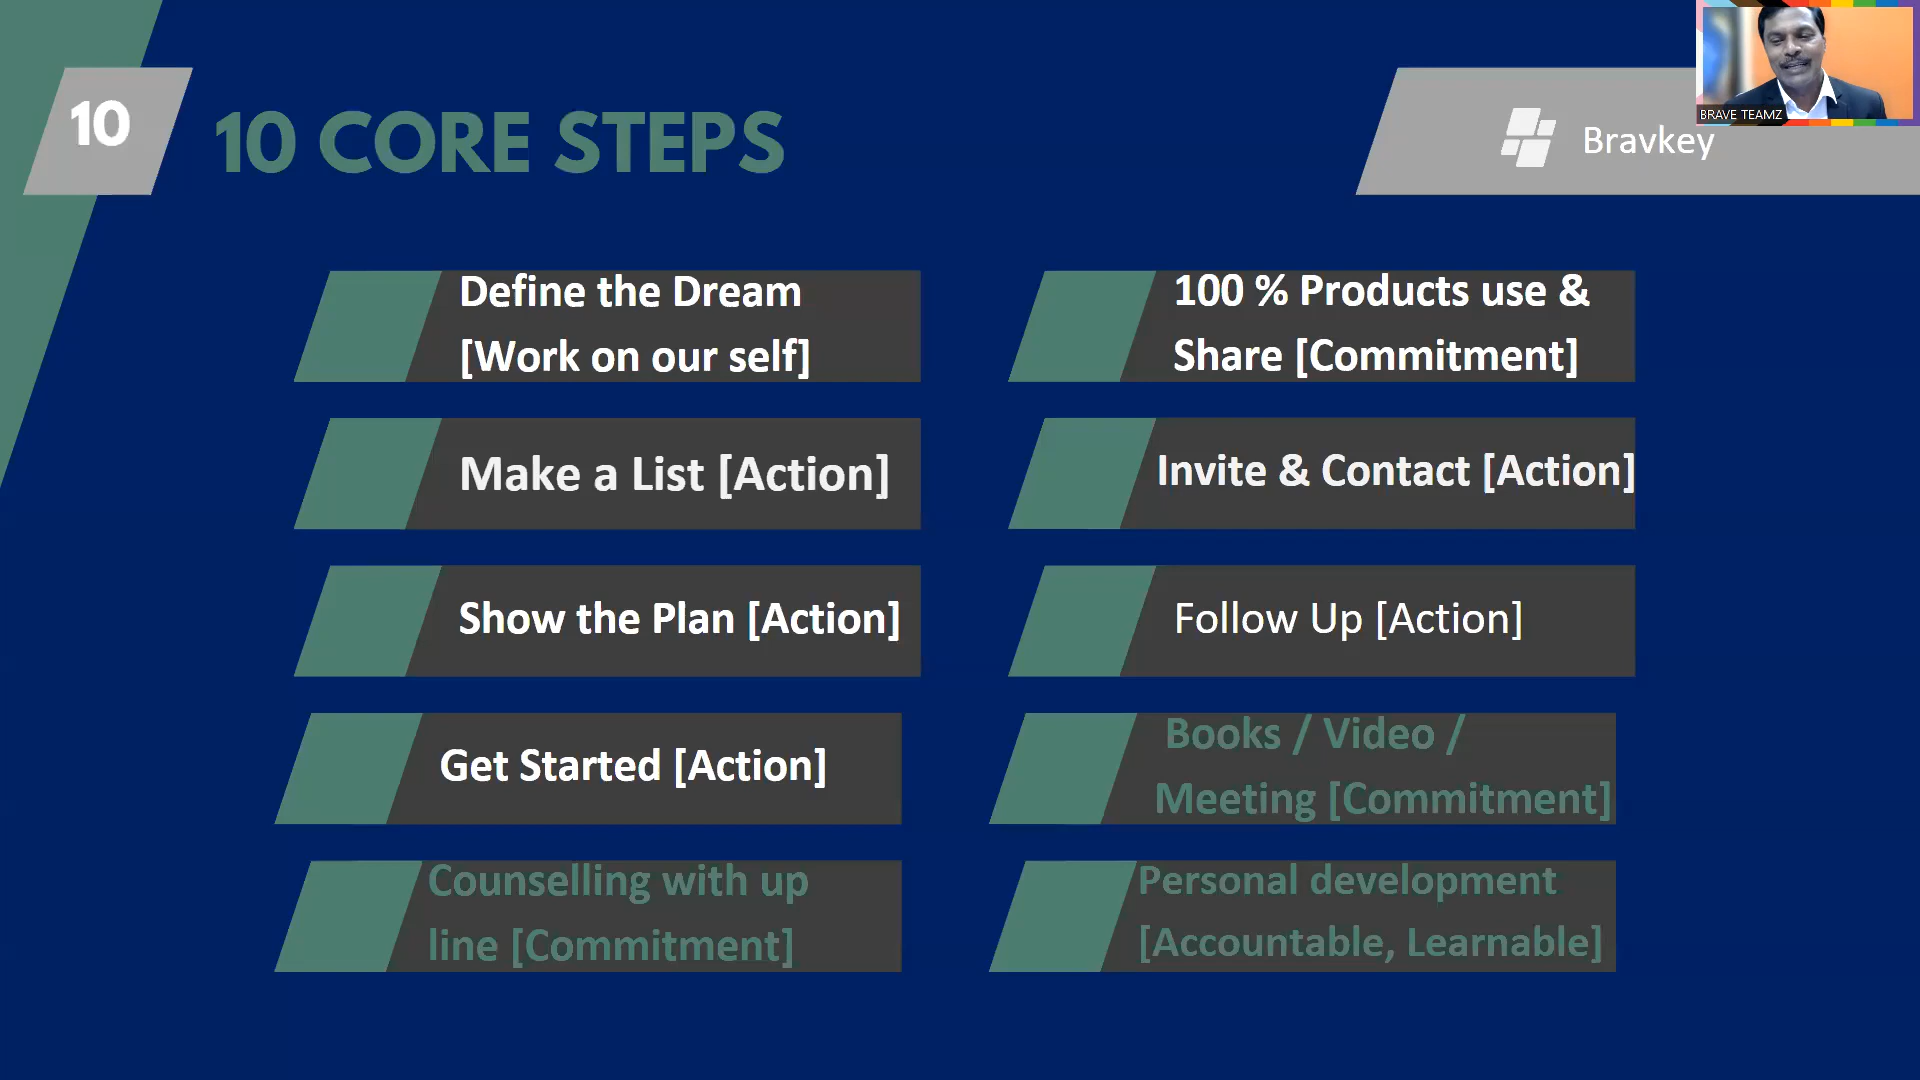 10
10 CORE STEPS
Bravkey
BRAVE TEAMZ
Define the Dream
[Work on our self]
100 % Products use &
Share [Commitment]
Make a List [Action]
Invite & Contact [Action]
Show the Plan [Action]
Follow Up [Action]
Get Started [Action]
Books / Video /
Meeting [Commitment]
Counselling with up
line [Commitment]
Personal development
[Accountable, Learnable]